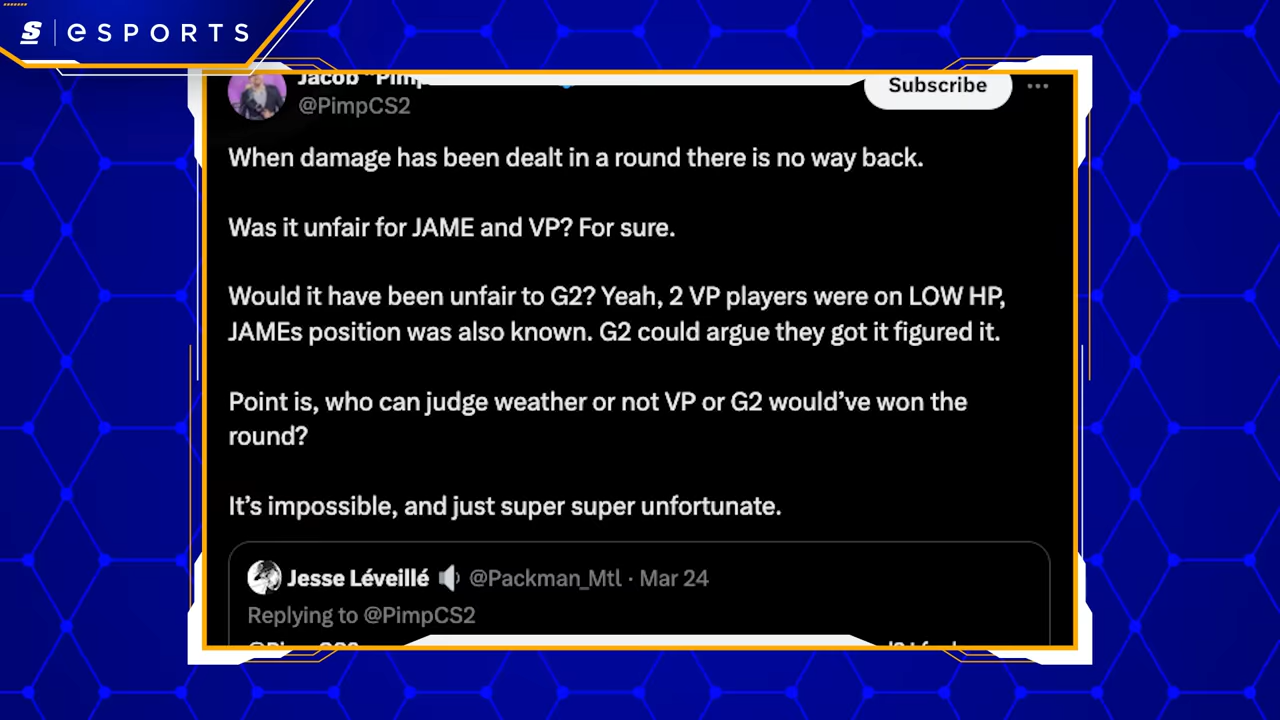 eSPORTS
Jacob "Pimp
@PimpCS2
Subscribe
When damage has been dealt in a round there is no way back.
Was it unfair for JAME and VP? For sure.
Would it have been unfair to G2? Yeah, 2 VP players were on LOW HP,
JAMEs position was also known. G2 could argue they got it figured it.
Point is, who can judge weather or not VP or G2 would’ve won the
round?
It’s impossible, and just super super unfortunate.
Jesse Léveillé @Packman_Mtl · Mar 24
Replying to @PimpCS2